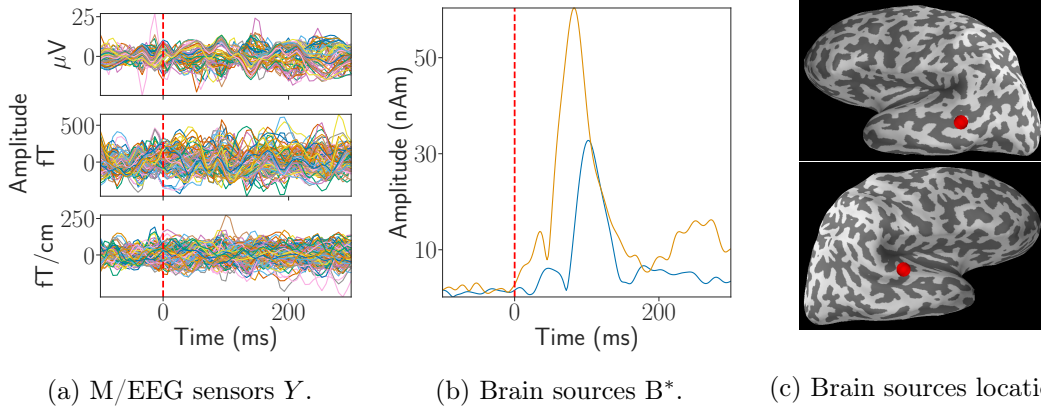 25
0
μV
500
0
fT
250
0
fT/cm
Amplitude
0 200
Time (ms)
50
30
10
Amplitude (nAm)
0 200
Time (ms)
(a) M/EEG sensors Y.
(b) Brain sources B*.
(c) Brain sources locati